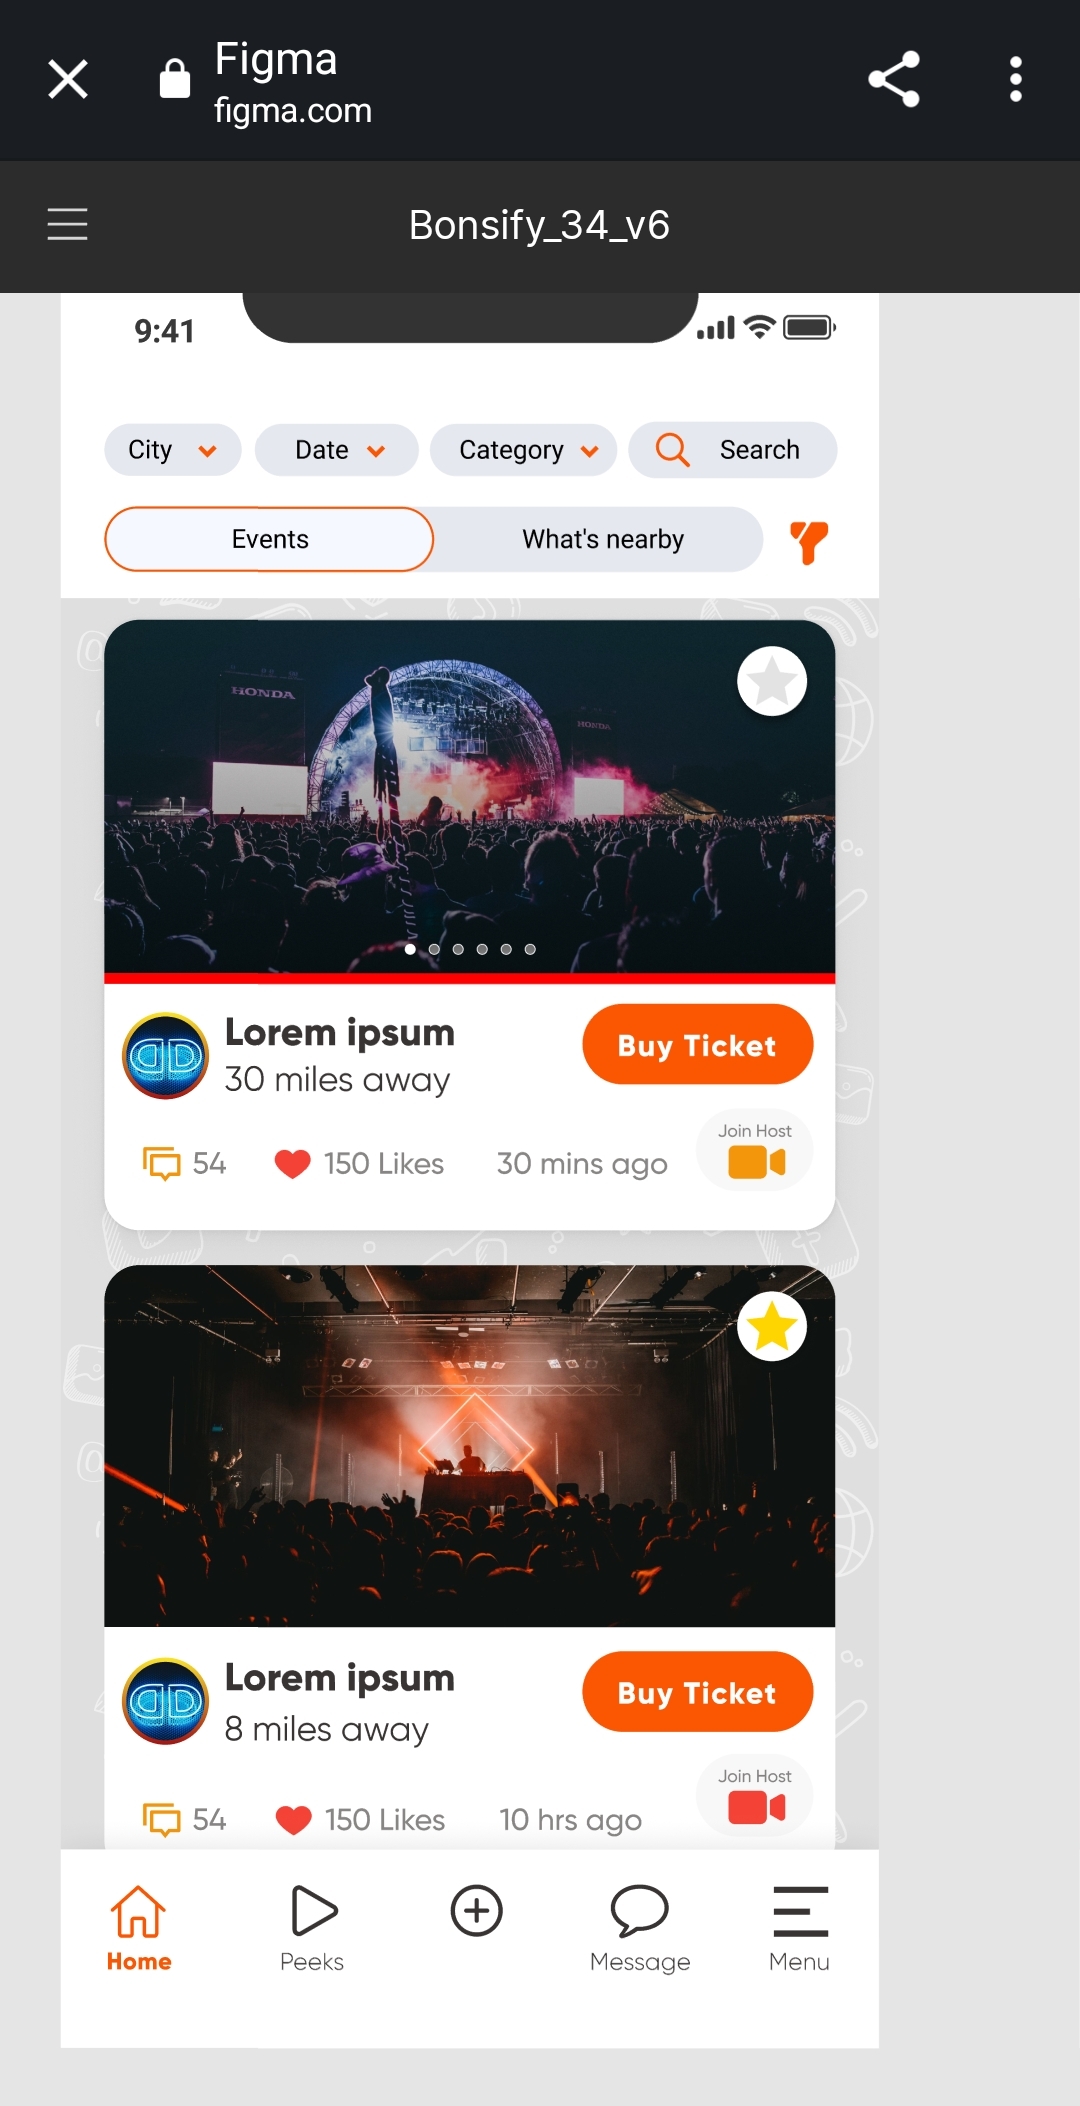 Figma
figma.com
Bonsify_34_v6
9:41
City Date Category Search
Events What's nearby
HONDA
HONDA
Lorem ipsum
Buy Ticket
30 miles away
Join Host
54 150 Likes 30 mins ago
Lorem ipsum
Buy Ticket
8 miles away
Join Host
54 150 Likes 10 hrs ago
Home Peeks Message Menu